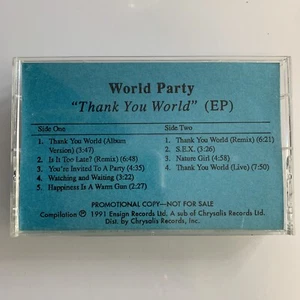 World Party
"Thank You World" (EP)
Side One
1. Thank You World (Album
Version) (3:47)
2. Is It Too Late? (Remix) (6:48)
3. You're Invited To A Party (4:35)
4. Watching and Waiting (3:22)
5. Happiness Is A Warm Gun (2:27)
Side Two
1. Thank You World (Remix) (6:21)
2. S.E.X. (3:26)
3. Nature Girl (4:58)
4. Thank You World (Live) (7:50)
PROMOTIONAL COPY—NOT FOR SALE
Compilation ℗ 1991 Ensign Records Ltd. A sub of Chrysalis Records Ltd.
Dist. by Chrysalis Records, Inc.